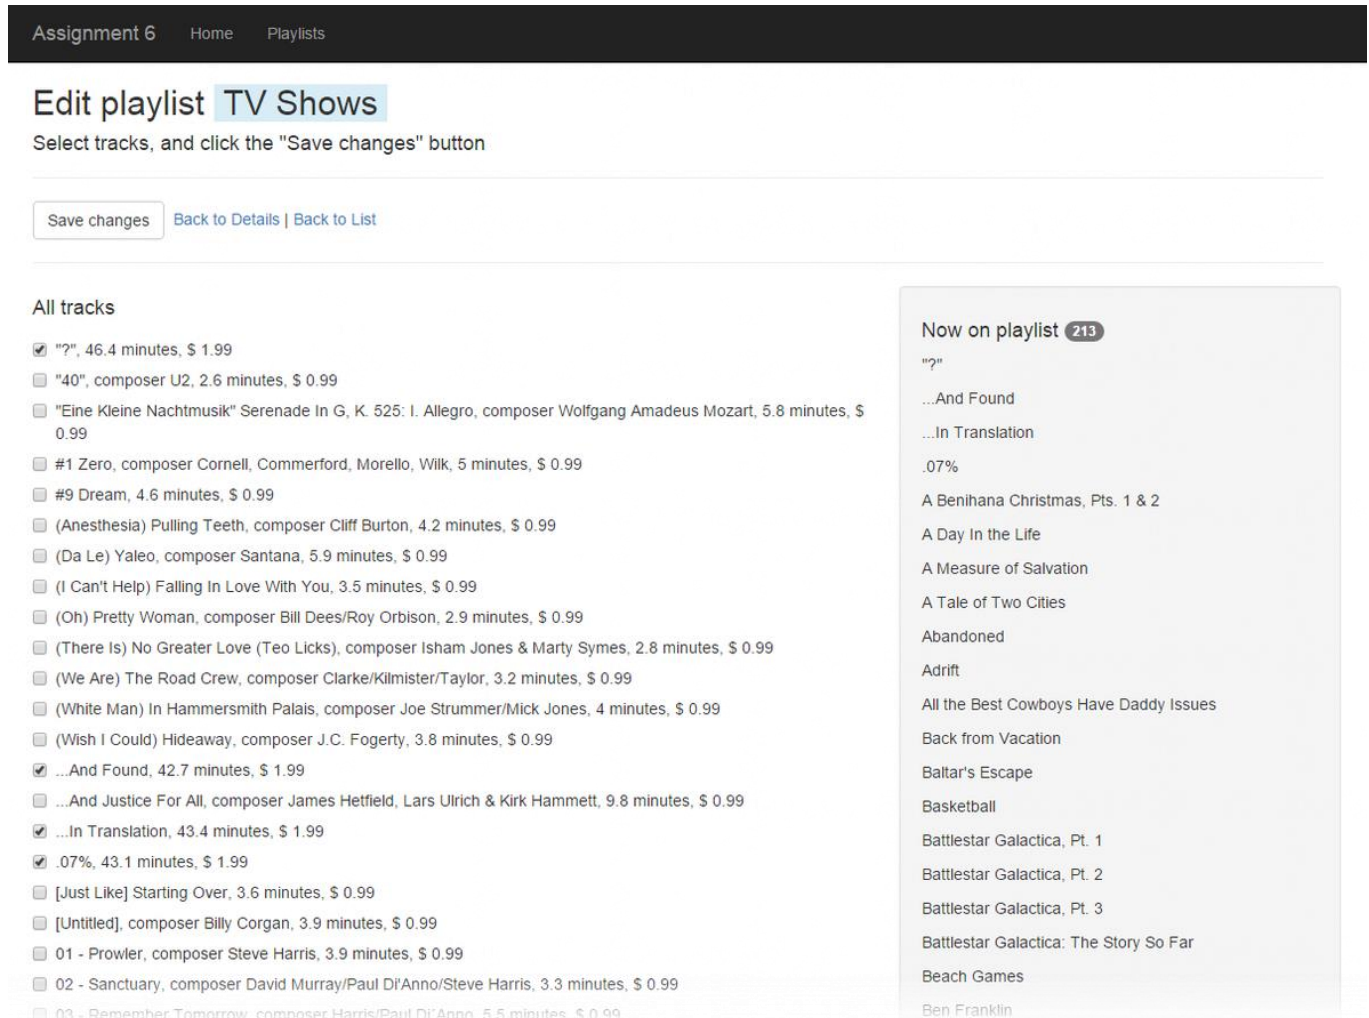 Assignment 6 Home Playlists
Edit playlist TV Shows
Select tracks, and click the "Save changes" button
Save changes Back to Details | Back to List
All tracks
"?", 46.4 minutes, $ 1.99
"40", composer U2, 2.6 minutes, $ 0.99
"Eine Kleine Nachtmusik" Serenade In G, K. 525: I. Allegro, composer Wolfgang Amadeus Mozart, 5.8 minutes, $
0.99
#1 Zero, composer Cornell, Commerford, Morello, Wilk, 5 minutes, $ 0.99
#9 Dream, 4.6 minutes, $ 0.99
(Anesthesia) Pulling Teeth, composer Cliff Burton, 4.2 minutes, $ 0.99
(Da Le) Yaleo, composer Santana, 5.9 minutes, $ 0.99
(I Can't Help) Falling In Love With You, 3.5 minutes, $ 0.99
(Oh) Pretty Woman, composer Bill Dees/Roy Orbison, 2.9 minutes, $ 0.99
(There Is) No Greater Love (Teo Licks), composer Isham Jones & Marty Symes, 2.8 minutes, $ 0.99
(We Are) The Road Crew, composer Clarke/Kilmister/Taylor, 3.2 minutes, $ 0.99
(White Man) In Hammersmith Palais, composer Joe Strummer/Mick Jones, 4 minutes, $ 0.99
(Wish I Could) Hideaway, composer J.C. Fogerty, 3.8 minutes, $ 0.99
...And Found, 42.7 minutes, $ 1.99
...And Justice For All, composer James Hetfield, Lars Ulrich & Kirk Hammett, 9.8 minutes, $ 0.99
...In Translation, 43.4 minutes, $ 1.99
.07%, 43.1 minutes, $ 1.99
[Just Like] Starting Over, 3.6 minutes, $ 0.99
[Untitled], composer Billy Corgan, 3.9 minutes, $ 0.99
01 - Prowler, composer Steve Harris, 3.9 minutes, $ 0.99
02 - Sanctuary, composer David Murray/Paul Di'Anno/Steve Harris, 3.3 minutes, $ 0.99
03 - Remember Tomorrow, composer Harris/Paul Di´Anno, 5.5 minutes, $ 0.99
Now on playlist 213
"?"
...And Found
...In Translation
.07%
A Benihana Christmas, Pts. 1 & 2
A Day In the Life
A Measure of Salvation
A Tale of Two Cities
Abandoned
Adrift
All the Best Cowboys Have Daddy Issues
Back from Vacation
Baltar's Escape
Basketball
Battlestar Galactica, Pt. 1
Battlestar Galactica, Pt. 2
Battlestar Galactica, Pt. 3
Battlestar Galactica: The Story So Far
Beach Games
Ben Franklin